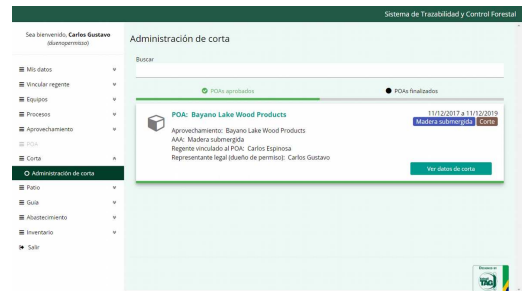 Sistema de Trazabilidad y Control Forestal
Sea bienvenido, Carlos Gustavo
(duenopermiso)
Mis datos
Vincular regente
Equipos
Procesos
Aprovechamiento
POA
Corta
Administración de corta
Patio
Guía
Abastecimiento
Inventario
Salir
Administración de corta
Buscar
POAs aprobados
POAs finalizados
POA: Bayano Lake Wood Products
11/12/2017 a 11/12/2019
Madera submergida Corte
Aprovechamiento: Bayano Lake Wood Products
AAA: Madera submergida
Regente vinculado al POA: Carlos Espinosa
Representante legal (dueño de permiso): Carlos Gustavo
Ver datos de corta
TAG